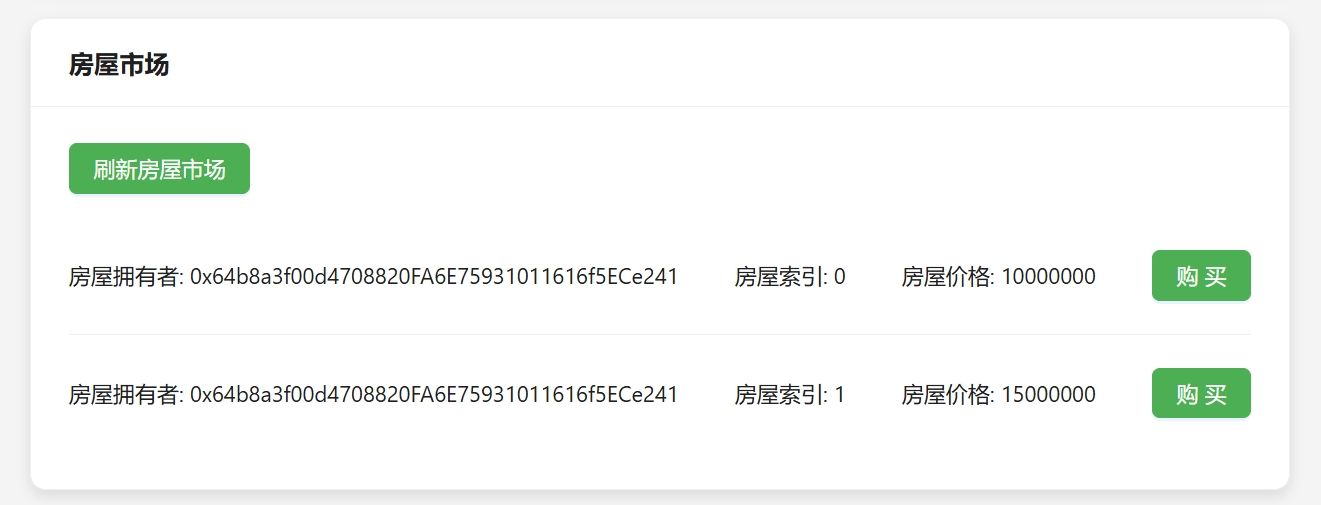 房屋市场
刷新房屋市场
房屋拥有者: 0x64b8a3f00d4708820FA6E75931011616f5ECe241 房屋索引: 0 房屋价格: 10000000 购 买
房屋拥有者: 0x64b8a3f00d4708820FA6E75931011616f5ECe241 房屋索引: 1 房屋价格: 15000000 购 买